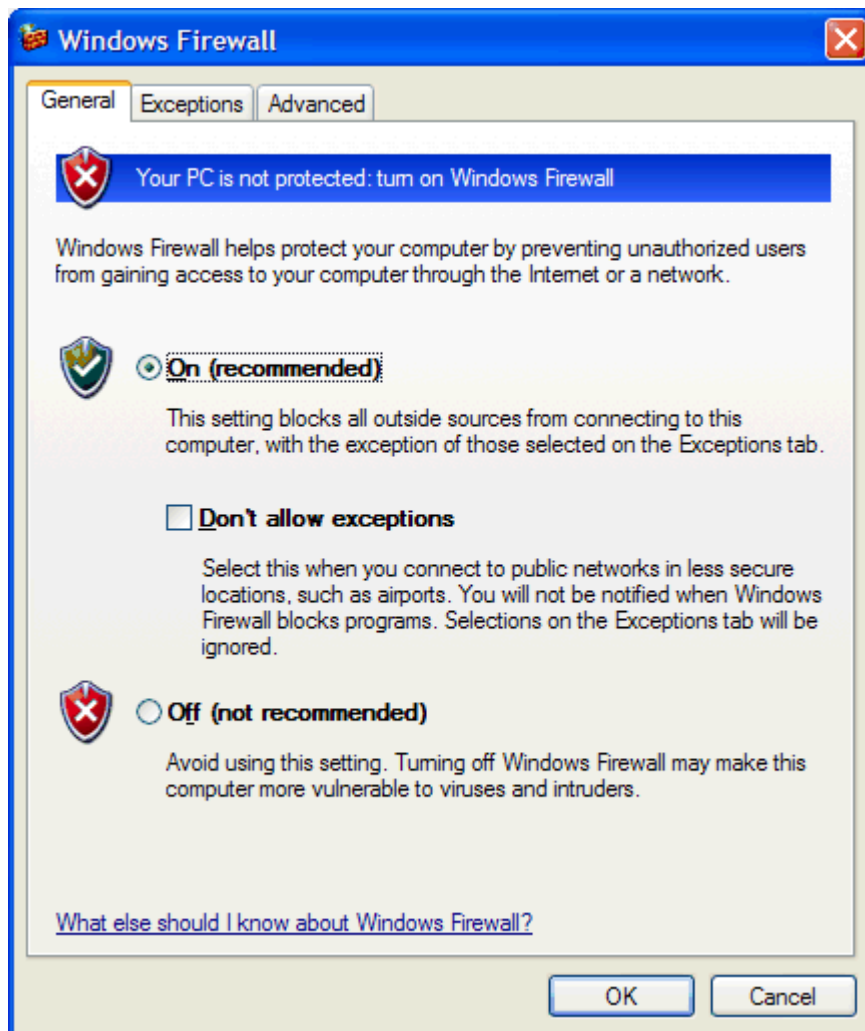 Windows Firewall
General
Exceptions
Advanced
Your PC is not protected: turn on Windows Firewall
Windows Firewall helps protect your computer by preventing unauthorized users
from gaining access to your computer through the Internet or a network.
On (recommended)
This setting blocks all outside sources from connecting to this
computer, with the exception of those selected on the Exceptions tab.
Don't allow exceptions
Select this when you connect to public networks in less secure
locations, such as airports. You will not be notified when Windows
Firewall blocks programs. Selections on the Exceptions tab will be
ignored.
Off (not recommended)
Avoid using this setting. Turning off Windows Firewall may make this
computer more vulnerable to viruses and intruders.
What else should I know about Windows Firewall?
OK
Cancel